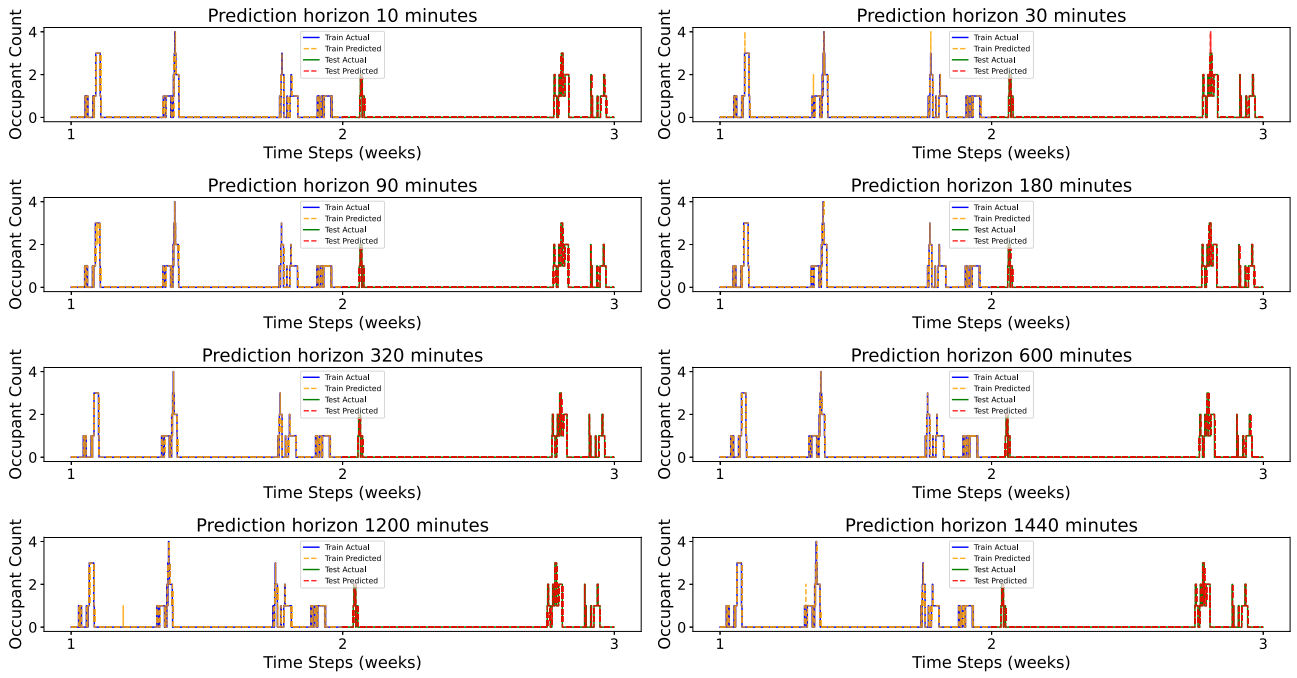 Prediction horizon 10 minutes
Occupant Count
4
2
0
Train Actual
Train Predicted
Test Actual
Test Predicted
1
2
3
Time Steps (weeks)
Prediction horizon 30 minutes
Occupant Count
4
2
0
Train Actual
Train Predicted
Test Actual
Test Predicted
1
2
3
Time Steps (weeks)
Prediction horizon 90 minutes
Occupant Count
4
2
0
Train Actual
Train Predicted
Test Actual
Test Predicted
1
2
3
Time Steps (weeks)
Prediction horizon 180 minutes
Occupant Count
4
2
0
Train Actual
Train Predicted
Test Actual
Test Predicted
1
2
3
Time Steps (weeks)
Prediction horizon 320 minutes
Occupant Count
4
2
0
Train Actual
Train Predicted
Test Actual
Test Predicted
1
2
3
Time Steps (weeks)
Prediction horizon 600 minutes
Occupant Count
4
2
0
Train Actual
Train Predicted
Test Actual
Test Predicted
1
2
3
Time Steps (weeks)
Prediction horizon 1200 minutes
Occupant Count
4
2
0
Train Actual
Train Predicted
Test Actual
Test Predicted
1
2
3
Time Steps (weeks)
Prediction horizon 1440 minutes
Occupant Count
4
2
0
Train Actual
Train Predicted
Test Actual
Test Predicted
1
2
3
Time Steps (weeks)